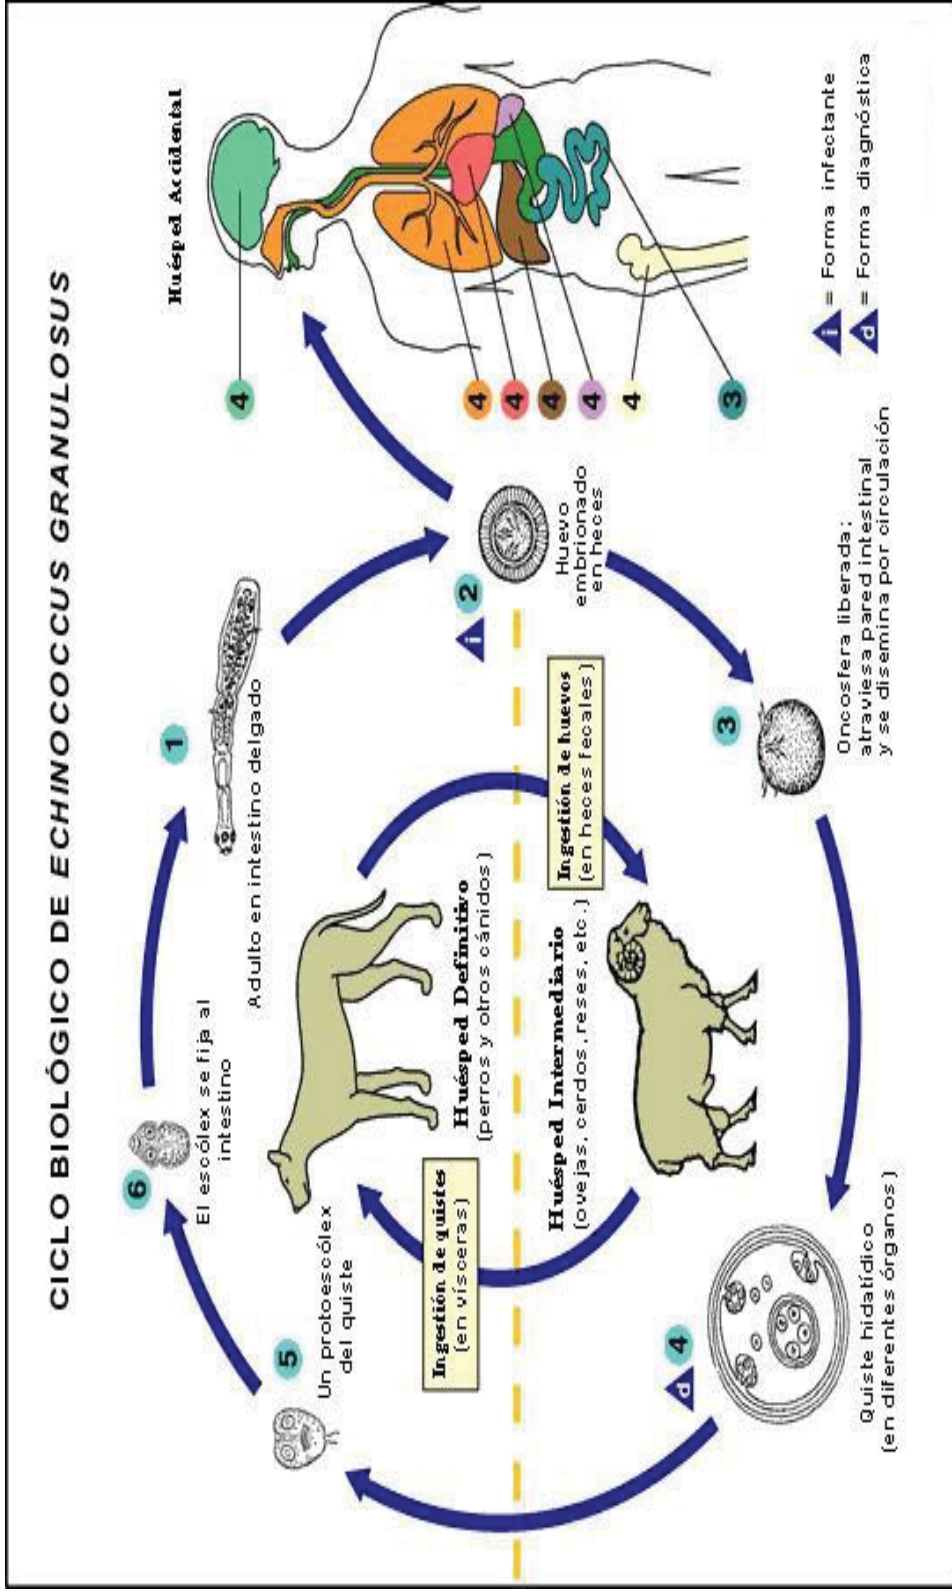 CICLO BIOLÓGICO DE ECHINOCOCCUS GRANULOSUS
6
El escólex se fija al
intestino
1
Adulto en intestino delgado
5
Un protoescólex
del quiste
Huésped Definitivo
(perros y otros cánidos)
Ingestión de quistes
(en vísceras)
i
2
Huevo
embrionado
en heces
Ingestión de huevos
(en heces fecales)
Huésped Intermediario
(ovejas, cerdos, reses, etc.)
d
4
Quiste hidatídico
(en diferentes órganos)
3
Oncosfera liberada;
atraviesa pared intestinal
y se disemina por circulación
Huésped Accidental
4
4
4
4
4
4
3
i = Forma infectante
d = Forma diagnóstica